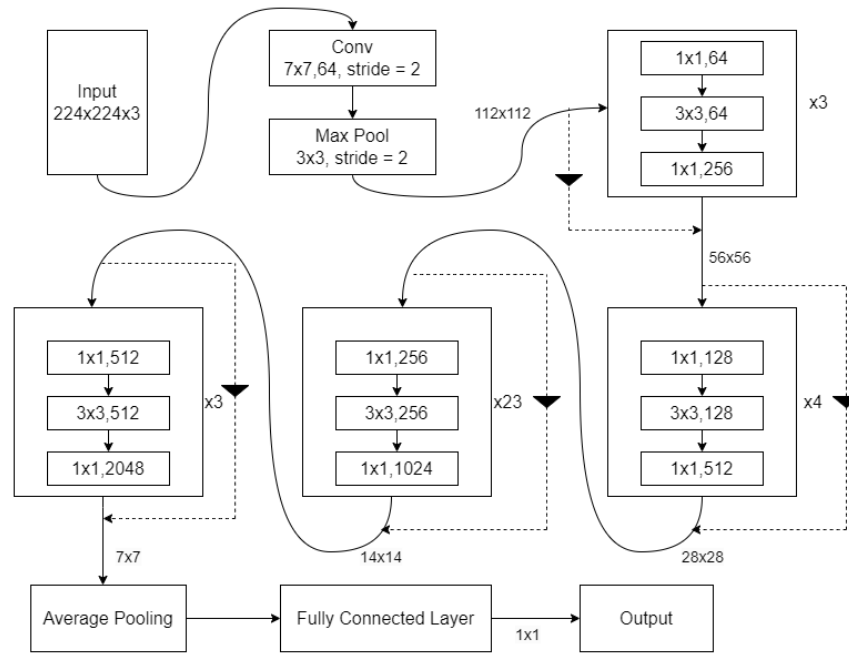 Input
224x224x3
Conv
7x7,64, stride = 2
Max Pool
3x3, stride = 2
112x112
1x1,64
3x3,64
1x1,256
x3
56x56
1x1,128
3x3,128
1x1,512
x4
28x28
1x1,256
3x3,256
1x1,1024
x23
14x14
1x1,512
3x3,512
1x1,2048
x3
7x7
Average Pooling
Fully Connected Layer
1x1
Output